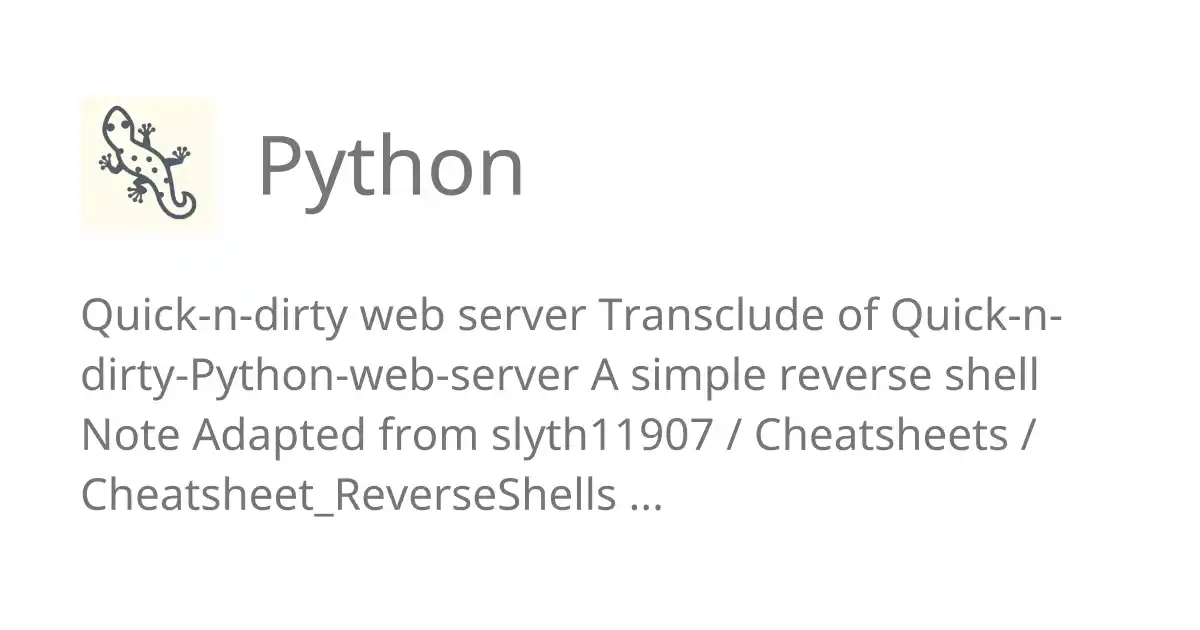 Python
Quick-n-dirty web server Transclude of Quick-n-
dirty-Python-web-server A simple reverse shell
Note Adapted from slyth11907 / Cheatsheets /
Cheatsheet_ReverseShells ...